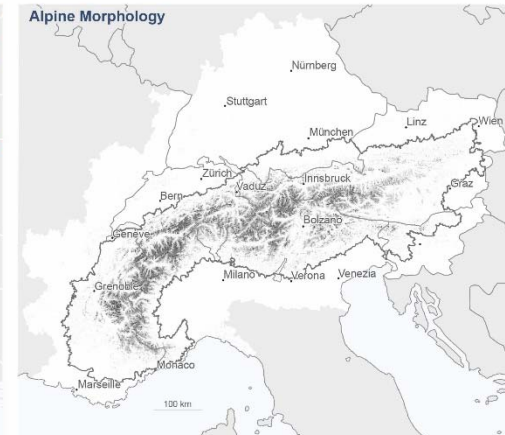 Alpine Morphology
Nürnberg
Stuttgart
Linz
Wien
München
Zürich
Vaduz
Innsbruck
Bern
Graz
Bolzano
Genève
Milano
Verona
Venezia
Grenoble
Monaco
Marseille
100 km